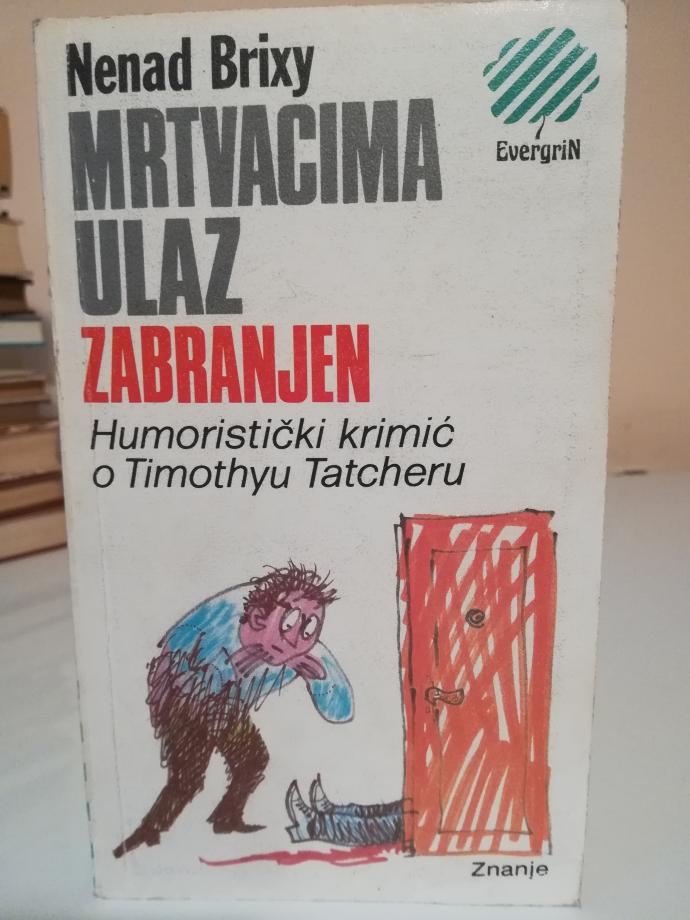 Nenad Brixy
EvergriN
MRTVACIMA
ULAZ
ZABRANJEN
Humoristički krimić
o Timothyu Tatcheru
Znanje